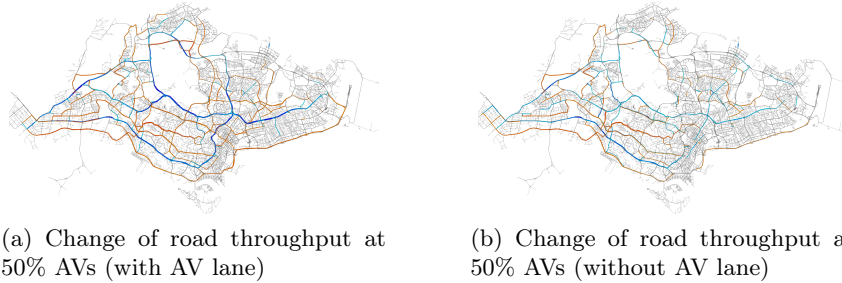 (a) Change of road throughput at
50% AVs (with AV lane)
(b) Change of road throughput a
50% AVs (without AV lane)